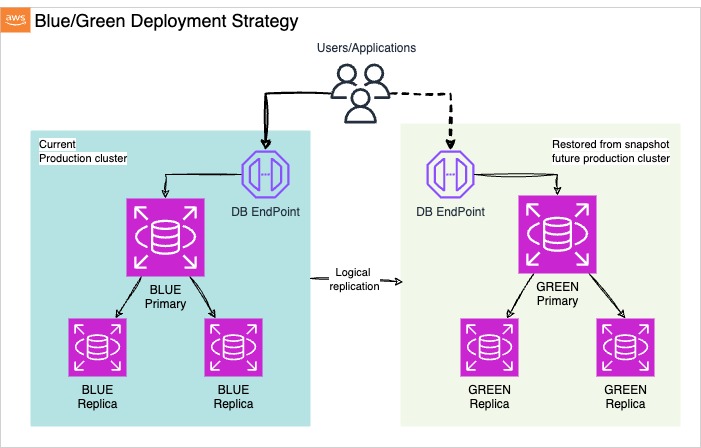 aws
Blue/Green Deployment Strategy
Users/Applications
Current
Production cluster
Restored from snapshot
future production cluster
DB EndPoint
DB EndPoint
BLUE
Primary
Logical
replication
GREEN
Primary
BLUE
Replica
BLUE
Replica
GREEN
Replica
GREEN
Replica